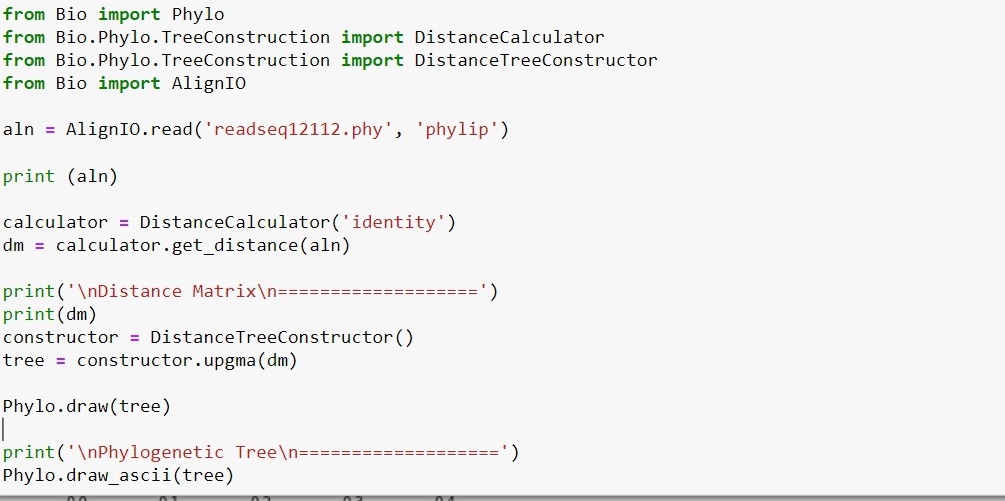 from Bio import Phylo
from Bio.Phylo.TreeConstruction import DistanceCalculator
from Bio.Phylo.TreeConstruction import DistanceTreeConstructor
from Bio import AlignIO
aln = AlignIO.read('readseq12112.phy', 'phylip')
print (aln)
calculator = DistanceCalculator('identity')
dm = calculator.get_distance(aln)
print('\nDistance Matrix\n===================')
print(dm)
constructor = DistanceTreeConstructor()
tree = constructor.upgma(dm)
Phylo.draw(tree)
print('\nPhylogenetic Tree\n===================')
Phylo.draw_ascii(tree)